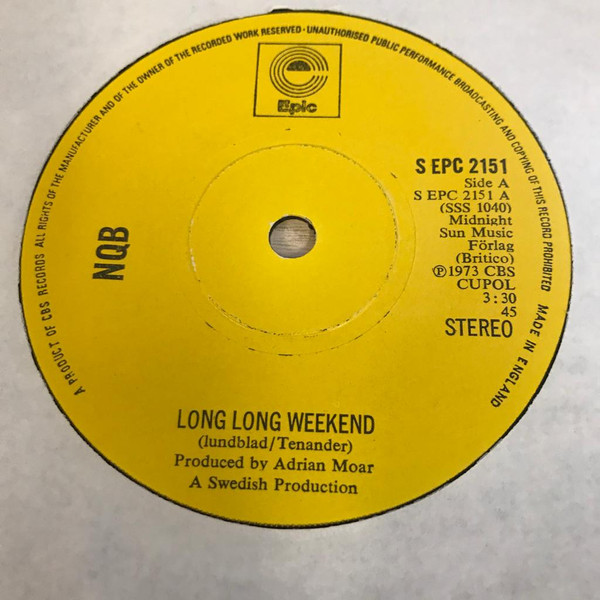 A PRODUCT OF CBS RECORDS ALL RIGHTS OF THE MANUFACTURER AND OF THE OWNER OF THE RECORDED WORK RESERVED·UNAUTHORISED PUBLIC PERFORMANCE BROADCASTING AND COPYING OF THIS RECORD PROHIBITED MADE IN ENGLAND
Epic
NQB
S EPC 2151
Side A
S EPC 2151 A
(SSS 1040)
Midnight
Sun Music
Förlag
(Britico)
℗1973 CBS
CUPOL
3:30
45
STEREO
LONG LONG WEEKEND
(lundblad/Tenander)
Produced by Adrian Moar
A Swedish Production